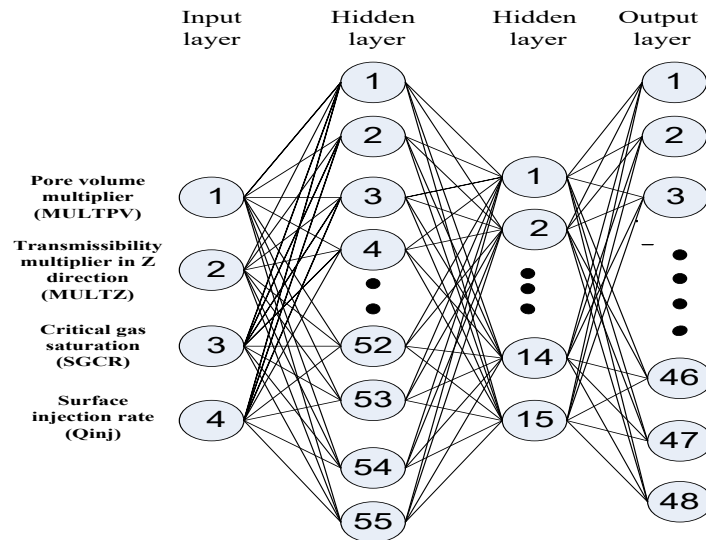 Input
layer
Hidden
layer
Hidden
layer
Output
layer
Pore volume
multiplier
(MULTPV)
Transmissibility
multiplier in Z
direction
(MULTZ)
Critical gas
saturation
(SGCR)
Surface
injection rate
(Qinj)
1
2
3
4
1
2
3
4
52
53
54
55
1
2
14
15
1
2
3
46
47
48